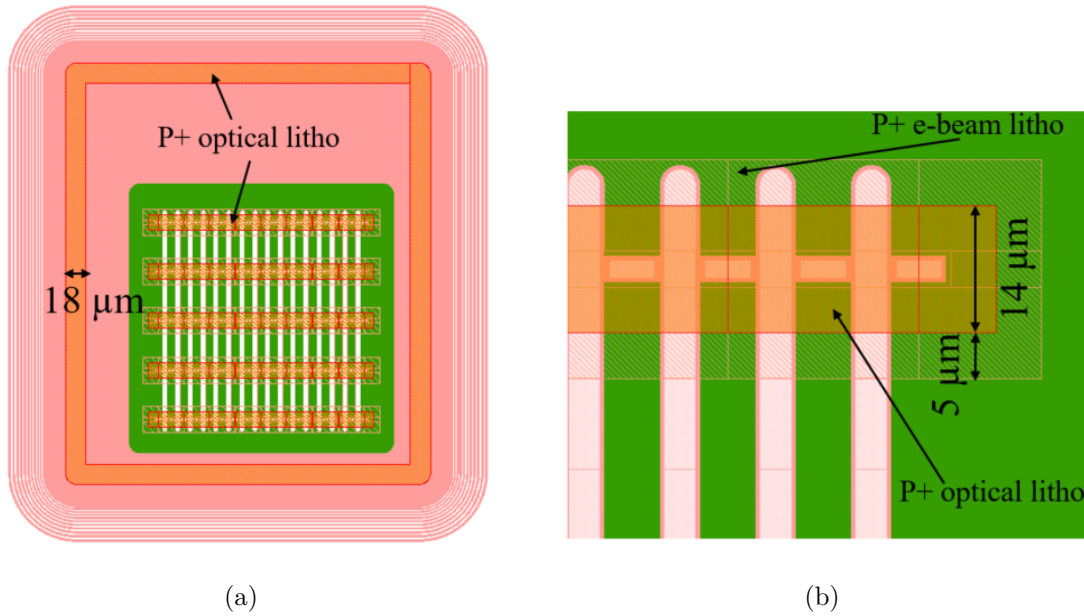 P+ optical litho
18 µm
P+ e-beam litho
14 µm
5 µm
P+ optical litho
(a)
(b)